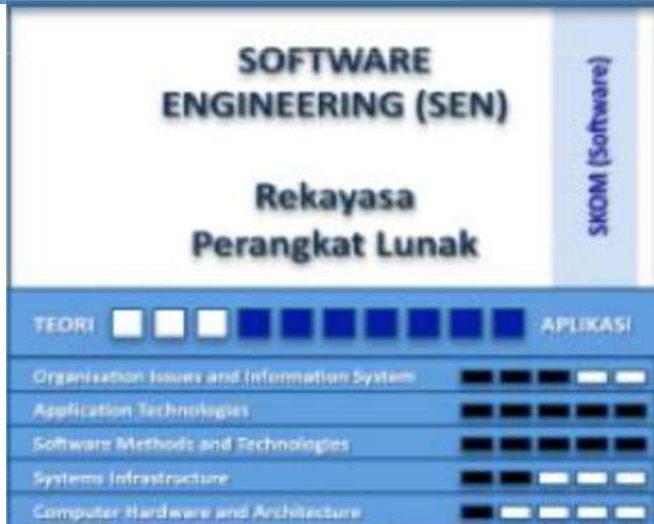 SOFTWARE
ENGINEERING (SEN)
Rekayasa
Perangkat Lunak
SKOM (Software)
TEORI
APLIKASI
Organisation Issues and Information System
Application Technologies
Software Methods and Technologies
Systems Infrastructure
Computer Hardware and Architecture